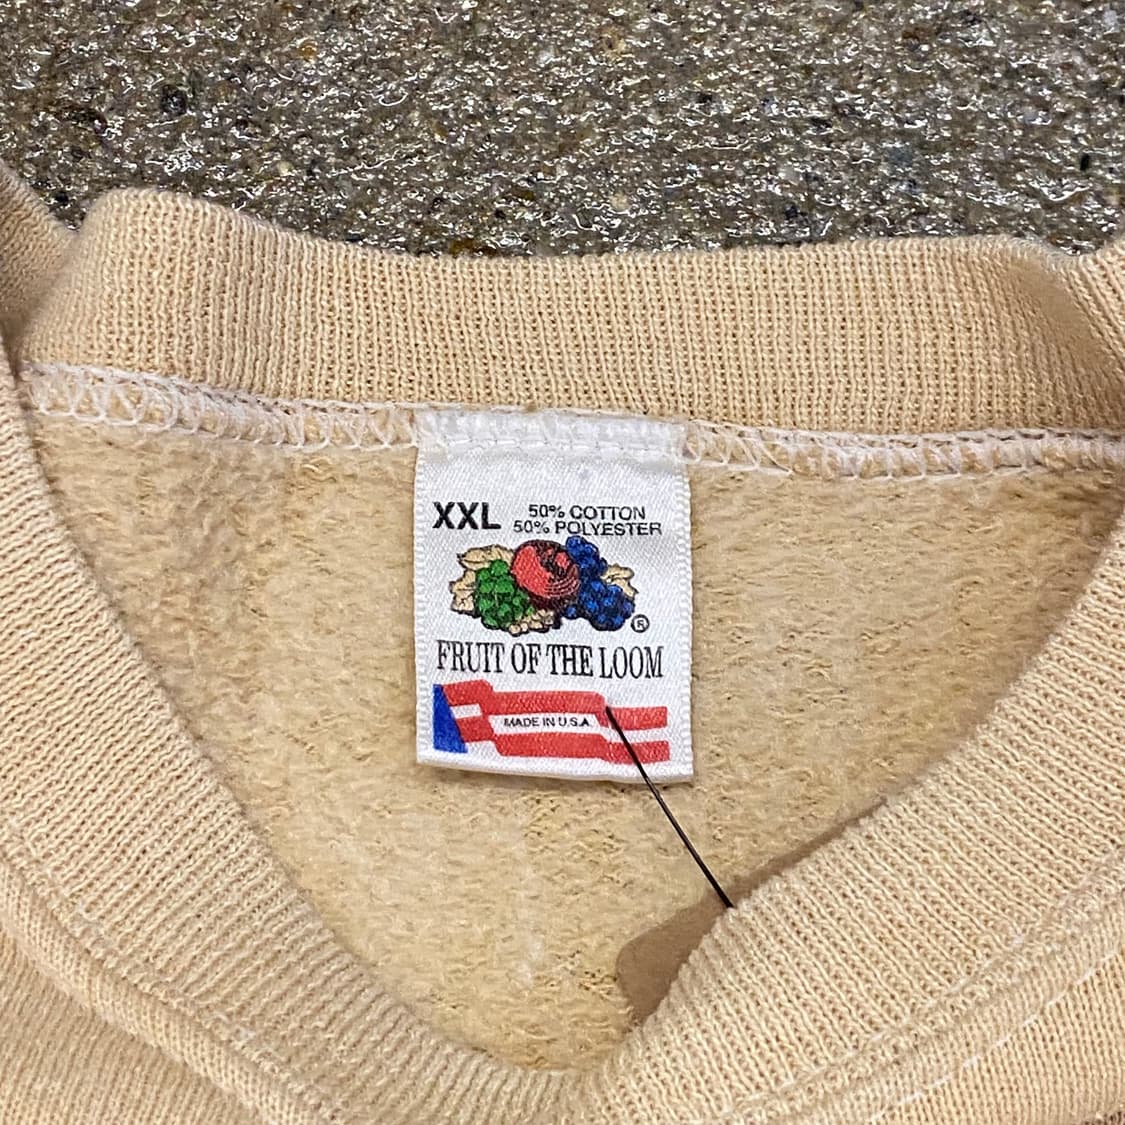 XXL
50% COTTON
50% POLYESTER
®
FRUIT OF THE LOOM
MADE IN U.S.A.